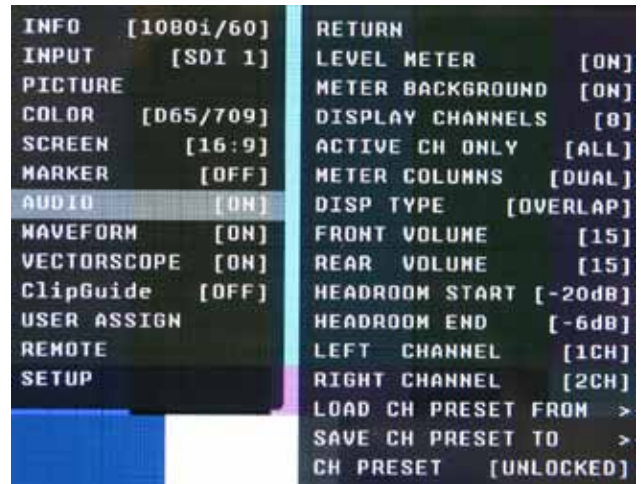 INFO [1080i/60]
INPUT [SDI 1]
PICTURE
COLOR [D65/709]
SCREEN [16:9]
MARKER [OFF]
AUDIO [ON]
WAVEFORM [ON]
VECTORSCOPE [ON]
ClipGuide [OFF]
USER ASSIGN
REMOTE
SETUP
RETURN
LEVEL METER [ON]
METER BACKGROUND [ON]
DISPLAY CHANNELS [8]
ACTIVE CH ONLY [ALL]
METER COLUMNS [DUAL]
DISP TYPE [OVERLAP]
FRONT VOLUME [15]
REAR VOLUME [15]
HEADROOM START [-20dB]
HEADROOM END [-6dB]
LEFT CHANNEL [1CH]
RIGHT CHANNEL [2CH]
LOAD CH PRESET FROM >
SAVE CH PRESET TO >
CH PRESET [UNLOCKED]